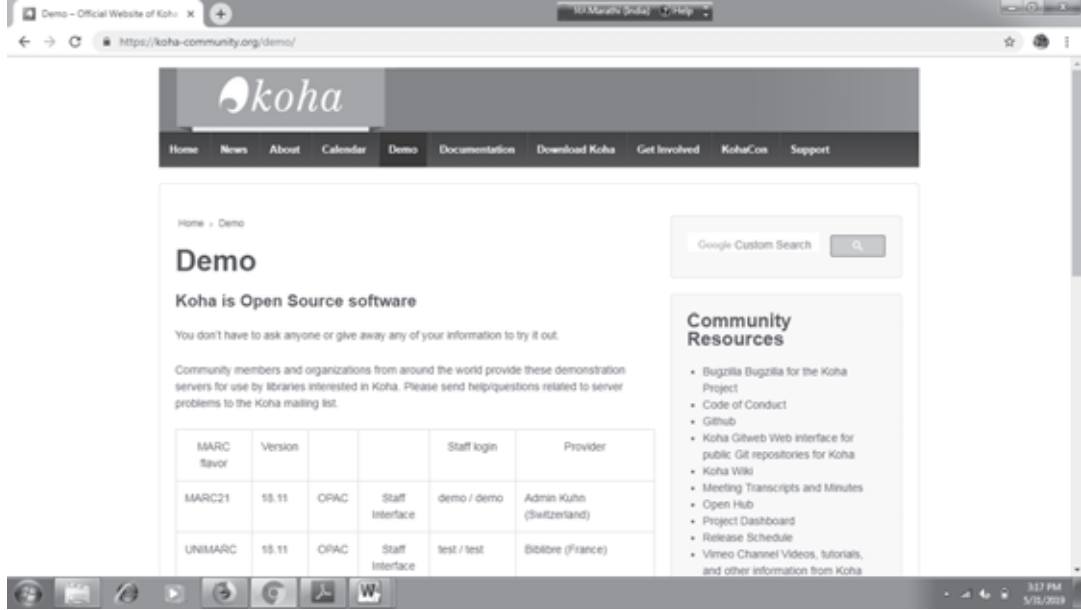 Demo – Official Website of Koha
Marathi (India) Help
https://koha-community.org/demo/
koha
Home News About Calendar Demo Documentation Download Koha Get Involved KohaCon Support
Home › Demo
Demo
Koha is Open Source software
You don't have to ask anyone or give away any of your information to try it out.
Community members and organizations from around the world provide these demonstration
servers for use by libraries interested in Koha. Please send help/questions related to server
problems to the Koha mailing list.
MARC flavor Version Staff login Provider
MARC21 18.11 OPAC Staff Interface demo / demo Admin Kuhn (Switzerland)
UNIMARC 18.11 OPAC Staff Interface test / test Biblibre (France)
Google Custom Search
Community
Resources
• Bugzilla Bugzilla for the Koha
Project
• Code of Conduct
• Github
• Koha Gitweb Web interface for
public Git repositories for Koha
• Koha Wiki
• Meeting Transcripts and Minutes
• Open Hub
• Project Dashboard
• Release Schedule
• Vimeo Channel Videos, tutorials,
and other information from Koha
3:17 PM
5/31/2019